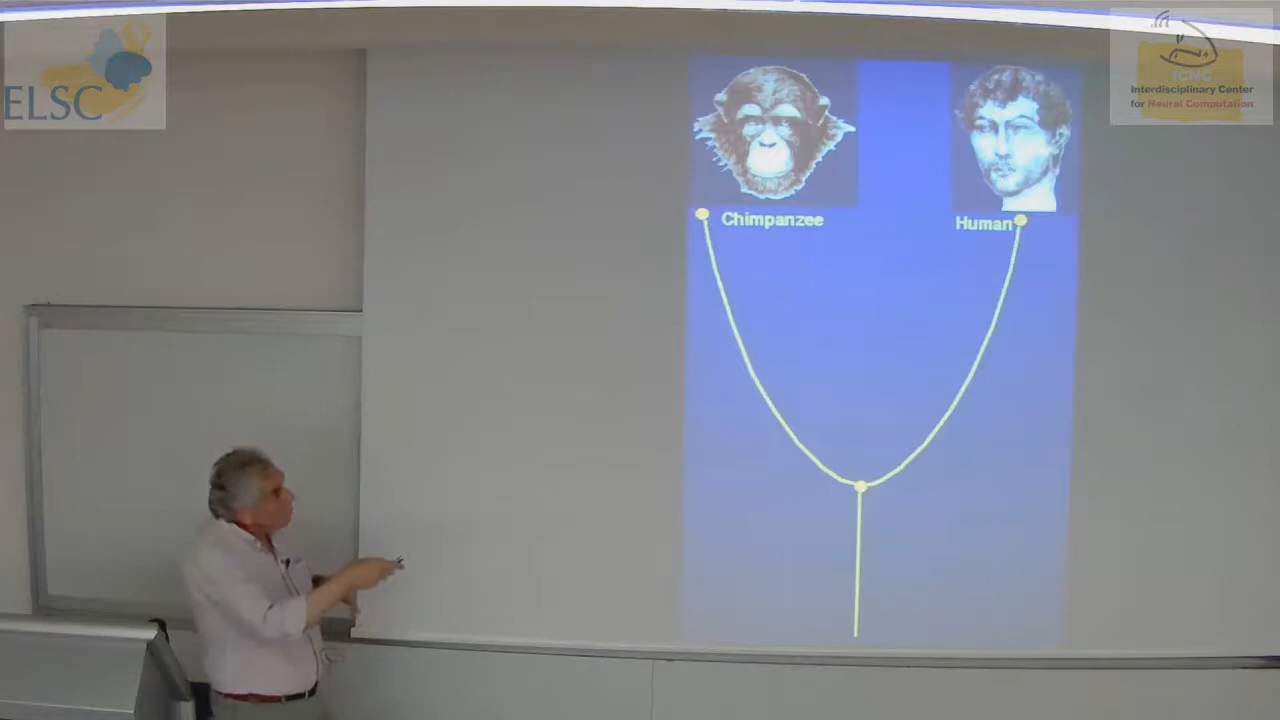 ELSC
ICNC
Interdisciplinary Center
for Neural Computation
Chimpanzee
Human